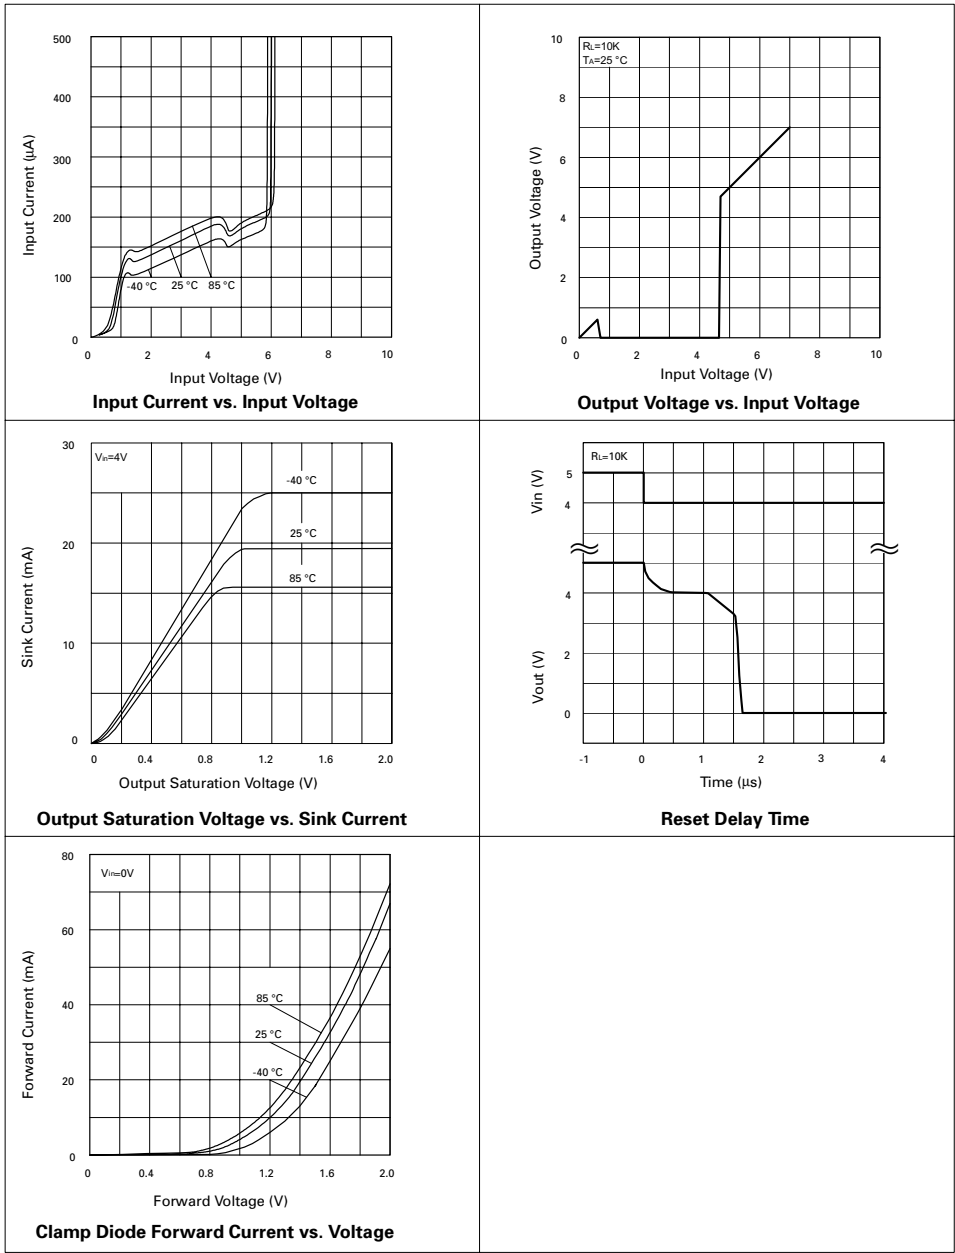 500
400
300
200
100
0
Input Current (µA)
-40 °C 25 °C 85 °C
0 2 4 6 8 10
Input Voltage (V)
Input Current vs. Input Voltage
RL=10K
TA=25 °C
10
8
6
4
2
0
Output Voltage (V)
0 2 4 6 8 10
Input Voltage (V)
Output Voltage vs. Input Voltage
Vin=4V
30
20
10
0
Sink Current (mA)
-40 °C
25 °C
85 °C
0 0.4 0.8 1.2 1.6 2.0
Output Saturation Voltage (V)
Output Saturation Voltage vs. Sink Current
RL=10K
5
4
Vin (V)
4
2
0
Vout (V)
-1 0 1 2 3 4
Time (µs)
Reset Delay Time
Vin=0V
80
60
40
20
0
Forward Current (mA)
85 °C
25 °C
-40 °C
0 0.4 0.8 1.2 1.6 2.0
Forward Voltage (V)
Clamp Diode Forward Current vs. Voltage